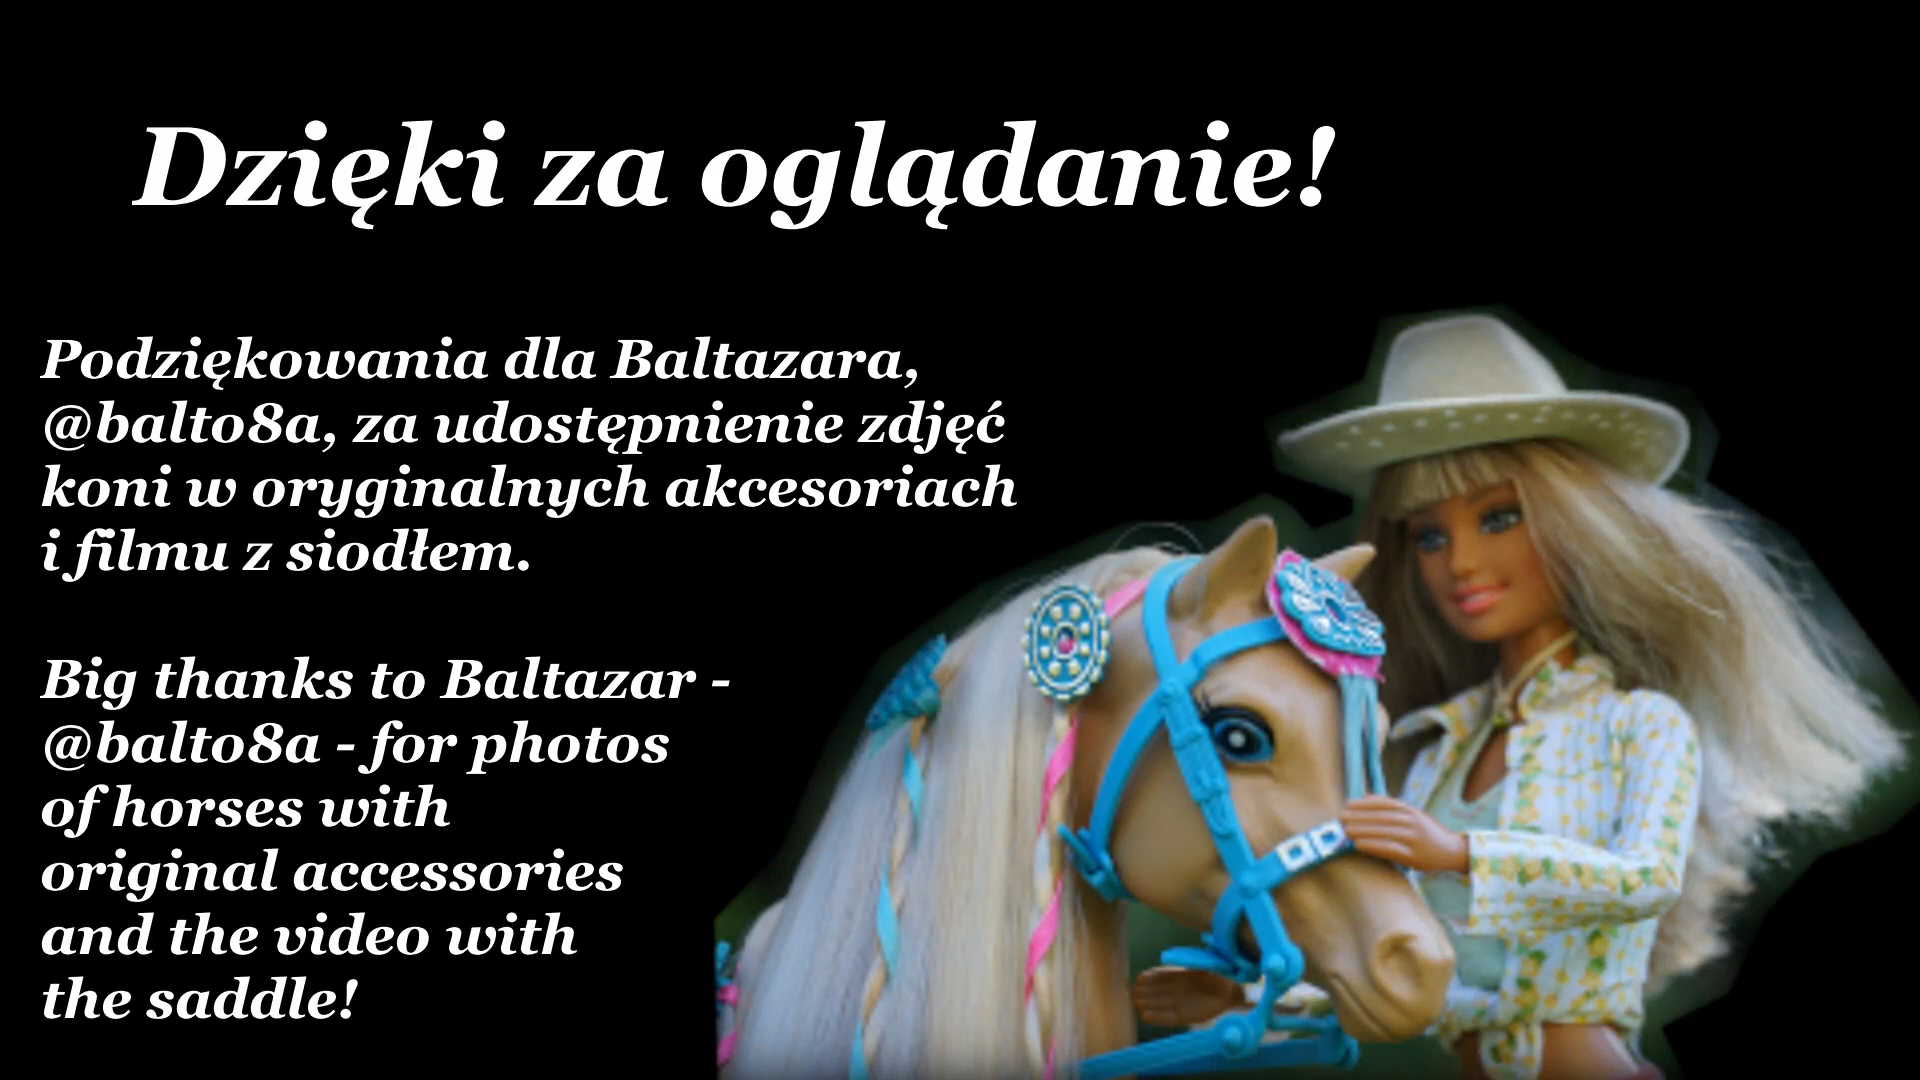 Dzięki za oglądanie!
Podziękowania dla Baltazara,
@balto8a, za udostępnienie zdjęć
koni w oryginalnych akcesoriach
i filmu z siodłem.
Big thanks to Baltazar -
@balto8a - for photos
of horses with
original accessories
and the video with
the saddle!